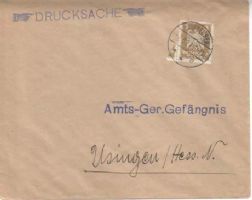 DRUCKSACHE
Amts-Ger.Gefängnis
Usingen/Hess. N.